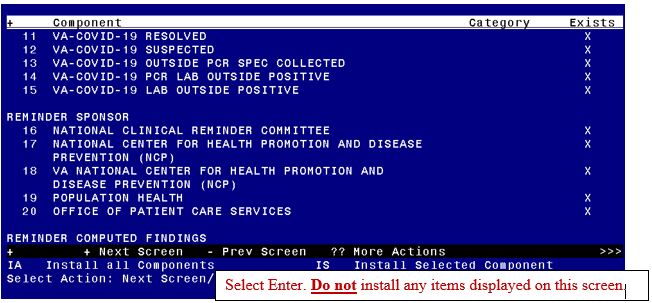 + Component Category Exists
11 VA-COVID-19 RESOLVED X
12 VA-COVID-19 SUSPECTED X
13 VA-COVID-19 OUTSIDE PCR SPEC COLLECTED X
14 VA-COVID-19 PCR LAB OUTSIDE POSITIVE X
15 VA-COVID-19 LAB OUTSIDE POSITIVE X
REMINDER SPONSOR
16 NATIONAL CLINICAL REMINDER COMMITTEE X
17 NATIONAL CENTER FOR HEALTH PROMOTION AND DISEASE X
PREVENTION (NCP)
18 VA NATIONAL CENTER FOR HEALTH PROMOTION AND X
DISEASE PREVENTION (NCP)
19 POPULATION HEALTH X
20 OFFICE OF PATIENT CARE SERVICES X
REMINDER COMPUTED FINDINGS
+ + Next Screen - Prev Screen ?? More Actions >>>
IA Install all Components IS Install Selected Component
Select Action: Next Screen/
Select Enter. Do not install any items displayed on this screen.